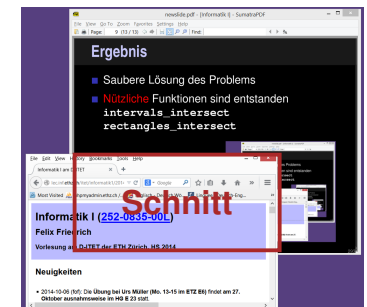 newslide.pdf - [Informatik I] - SumatraPDF
File View Go To Zoom Favorites Settings Help
Page: 9 (13 / 13) Find:
Ergebnis
Saubere Lösung des Problems
Nützliche Funktionen sind entstanden
intervals_intersect
rectangles_intersect
File Edit View History Bookmarks Tools Help
Informatik I am D-ITET
Google
Most Visited
Schnitt
Informatik I (252-0835-00L)
Felix Friedrich
Vorlesung am D-ITET der ETH Zürich, HS 2014
Neuigkeiten
2014-10-06 (fof): Die Übung bei Urs Müller (Mo. 13-15 im ETZ E6) findet am 27.
Oktober ausnahmsweise im HG E 23 statt.